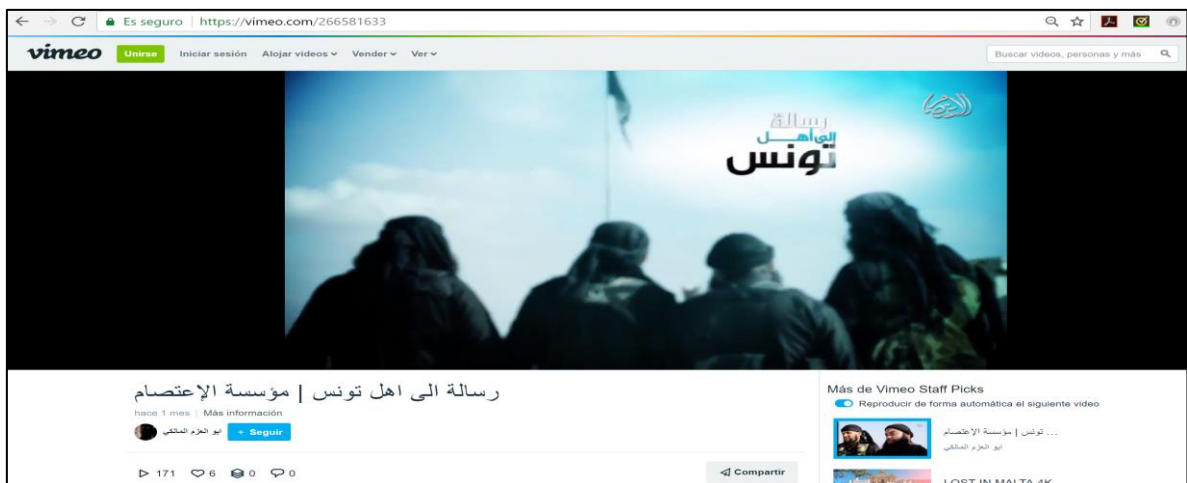 Es seguro | https://vimeo.com/266581633
vimeo Unirse Iniciar sesión Alojar videos Vender Ver Buscar videos, personas y más
الاعتصام
رسالة
إلى أهل
تونس
رسالة الى اهل تونس | مؤسسة الإعتصام
hace 1 mes | Más información
ابو العزم المالكي + Seguir
171 6 0 0 Compartir
Más de Vimeo Staff Picks
Reproducir de forma automática el siguiente video
... تونس | مؤسسة الإعتصام
ابو العزم المالكي
LOST IN MALTA 4K